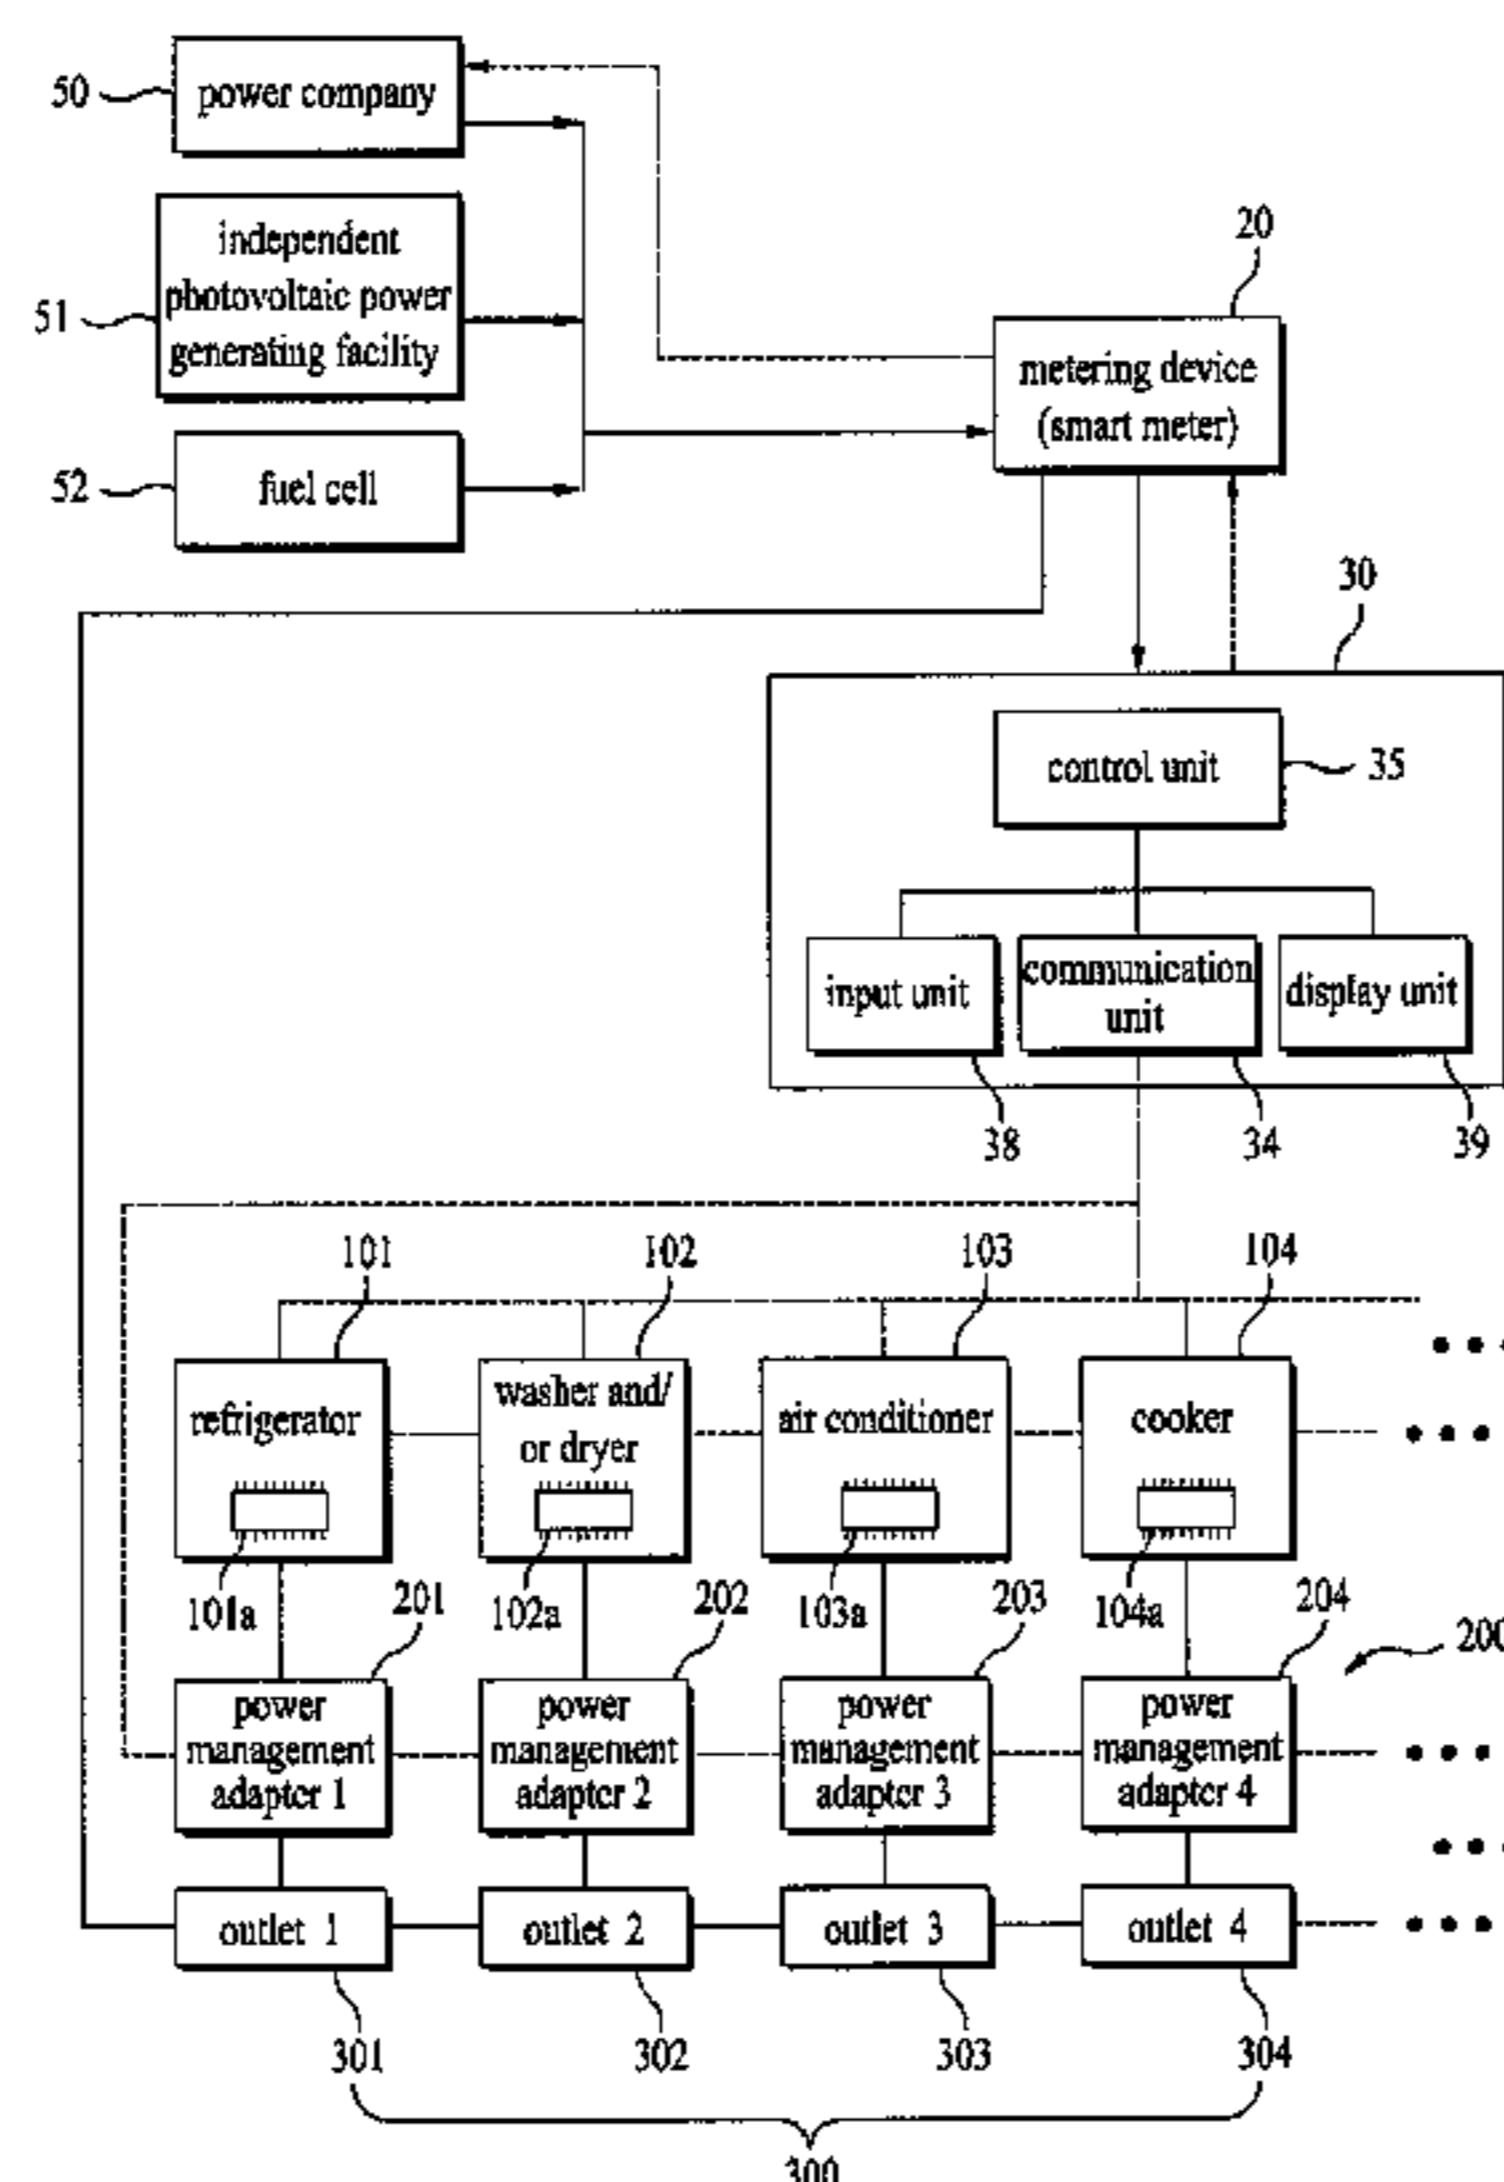 50
power company
51
independent
photovoltaic power
generating facility
52
fuel cell
20
metering device
(smart meter)
30
control unit
35
input unit
communication
unit
display unit
38
34
39
101
102
103
104
refrigerator
washer and/
or dryer
air conditioner
cooker
101a
102a
103a
104a
201
202
203
204
200
power
management
adapter 1
power
management
adapter 2
power
management
adapter 3
power
management
adapter 4
outlet 1
outlet 2
outlet 3
outlet 4
301
302
303
304
300